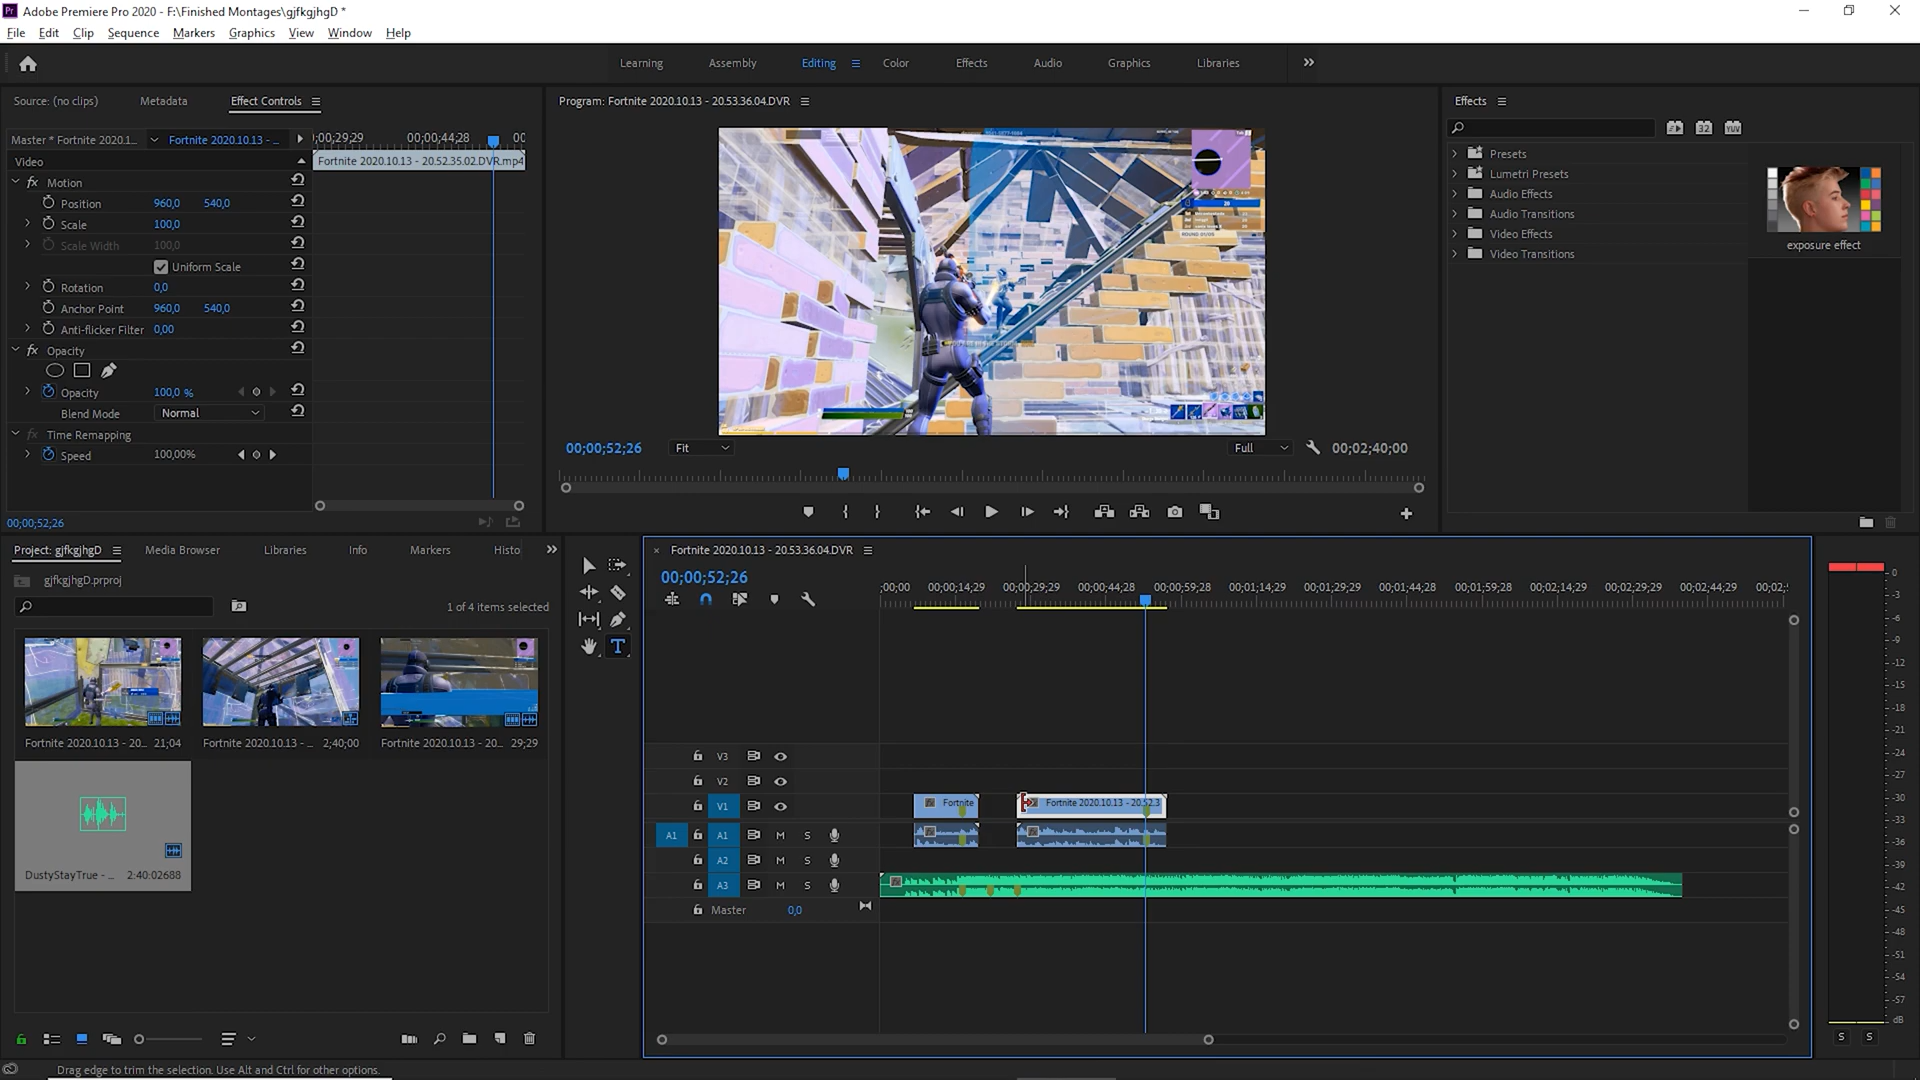 Adobe Premiere Pro 2020 - F:\Finished Montages\gjfkgjhgD *
File Edit Clip Sequence Markers Graphics View Window Help
Learning Assembly Editing Color Effects Audio Graphics Libraries
Source: (no clips) Metadata Effect Controls
Program: Fortnite 2020.10.13 - 20.53.36.04.DVR
Effects
Master * Fortnite 2020.1... Fortnite 2020.10.13 - ...
;00;29;29 00;00;44;28 00
Video
Fortnite 2020.10.13 - 20.52.35.02.DVR.mp4
Motion
Position 960,0 540,0
Scale 100,0
Scale Width 100,0
Uniform Scale
Rotation 0,0
Anchor Point 960,0 540,0
Anti-flicker Filter 0,00
Opacity
Opacity 100,0 %
Blend Mode Normal
Time Remapping
Speed 100,00%
00;00;52;26
00;00;52;26 Fit Full 00;02;40;00
32 YUV
Presets
Lumetri Presets
Audio Effects
Audio Transitions
Video Effects
Video Transitions
exposure effect
Project: gjfkgjhgD Media Browser Libraries Info Markers Histo
gjfkgjhgD.prproj
1 of 4 items selected
Fortnite 2020.10.13 - 20... 21;04
Fortnite 2020.10.13 - ... 2;40;00
Fortnite 2020.10.13 - 20... 29;29
DustyStayTrue - ... 2:40:02688
Fortnite 2020.10.13 - 20.53.36.04.DVR
00;00;52;26
;00;00 00;00;14;29 00;00;29;29 00;00;44;28 00;00;59;28 00;01;14;29 00;01;29;29 00;01;44;28 00;01;59;28 00;02;14;29 00;02;29;29 00;02;44;29 00;02;
V3
V2
V1
Fortnite
Fortnite 2020.10.13 - 20.52.3
A1 A1 M S
A2 M S
A3 M S
Master 0,0
0
-3
-6
-9
-12
-15
-18
-21
-24
-27
-30
-33
-36
-39
-42
-45
-48
-51
-54
-57
dB
S S
Drag edge to trim the selection. Use Alt and Ctrl for other options.